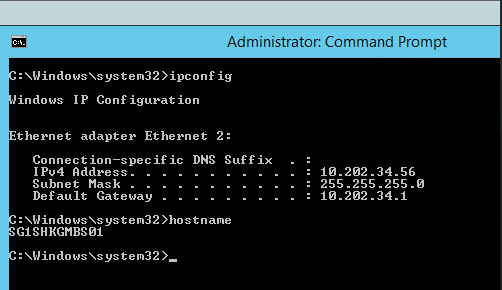 Administrator: Command Prompt
C:\Windows\system32>ipconfig
Windows IP Configuration
Ethernet adapter Ethernet 2:
Connection-specific DNS Suffix  . :
IPv4 Address. . . . . . . . . . . : 10.202.34.56
Subnet Mask . . . . . . . . . . . : 255.255.255.0
Default Gateway . . . . . . . . . : 10.202.34.1
C:\Windows\system32>hostname
SG1SHKGMBS01
C:\Windows\system32>_